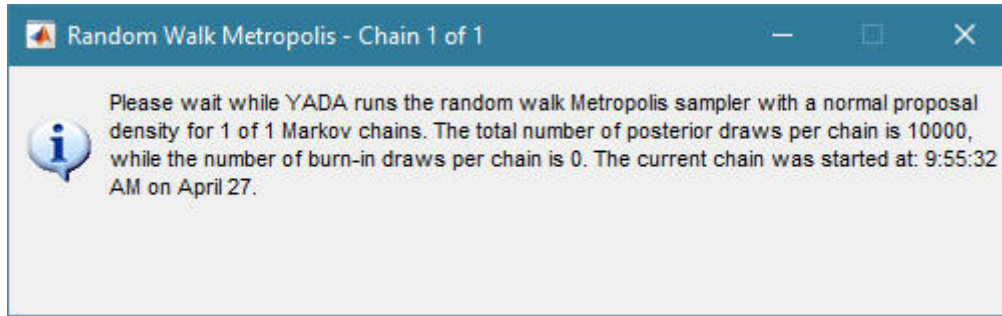 Random Walk Metropolis - Chain 1 of 1
Please wait while YADA runs the random walk Metropolis sampler with a normal proposal
density for 1 of 1 Markov chains. The total number of posterior draws per chain is 10000,
while the number of burn-in draws per chain is 0. The current chain was started at: 9:55:32
AM on April 27.